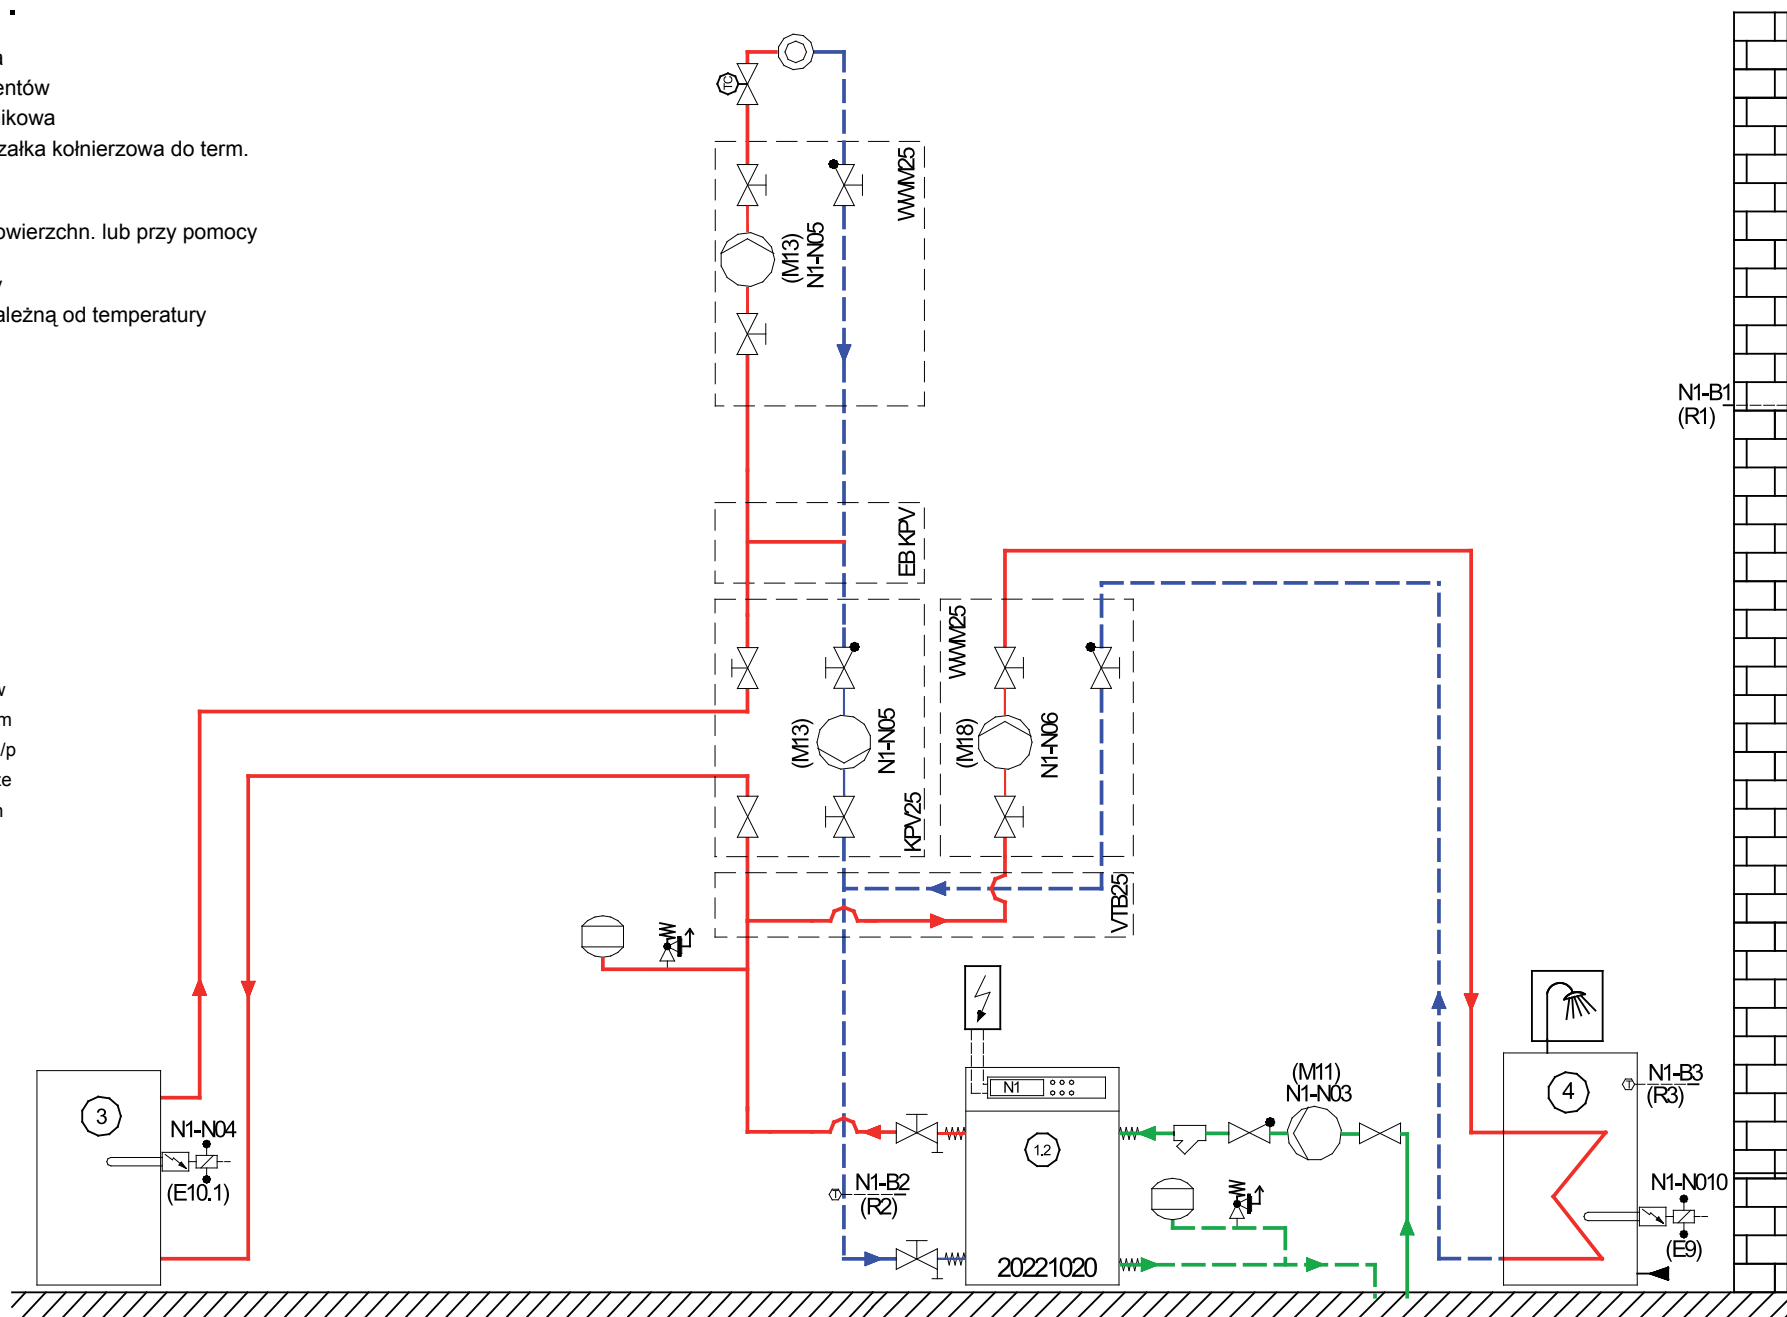 entów
ikowa
załka kołnierzowa do term.
owierzchn. lub przy pomocy
ależną od temperatury
w
m
/p
te
TC
WWM25
(M13)
N1-N05
N1-B1
(R1)
EB KPV
WWM25
(M13)
N1-N05
KPV25
(M18)
N1-N06
VTB25
N1
1.2
20221020
(M11)
N1-N03
N1-B2
(R2)
T
3
N1-N04
(E10.1)
4
T
N1-B3
(R3)
N1-N010
(E9)